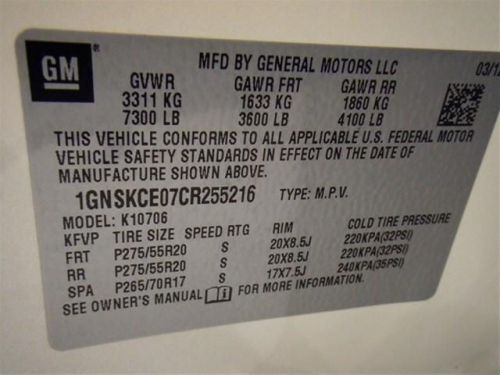 GM®
MFD BY GENERAL MOTORS LLC 03/12
GVWR GAWR FRT GAWR RR
3311 KG 1633 KG 1860 KG
7300 LB 3600 LB 4100 LB
THIS VEHICLE CONFORMS TO ALL APPLICABLE U.S. FEDERAL MOTOR
VEHICLE SAFETY STANDARDS IN EFFECT ON THE DATE OF
MANUFACTURE SHOWN ABOVE.
1GNSKCE07CR255216 TYPE: M.P.V.
MODEL: K10706
KFVP TIRE SIZE SPEED RTG RIM COLD TIRE PRESSURE
FRT P275/55R20 S 20X8.5J 220KPA(32PSI)
RR P275/55R20 S 20X8.5J 220KPA(32PSI)
SPA P265/70R17 S 17X7.5J 240KPA(35PSI)
SEE OWNER'S MANUAL FOR MORE INFORMATION.